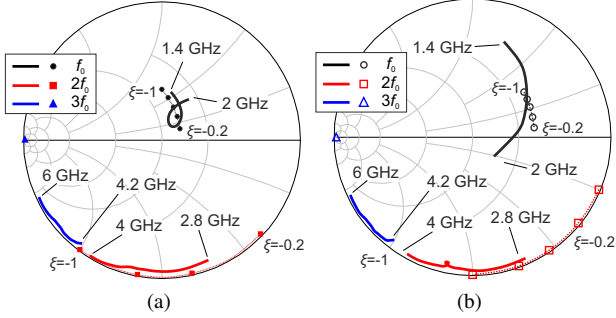 (a)
f₀
2f₀
3f₀
1.4 GHz
ξ=-1
2 GHz
ξ=-0.2
6 GHz
4.2 GHz
4 GHz
2.8 GHz
ξ=-1
ξ=-0.2
(a)
(b)
f₀
2f₀
3f₀
1.4 GHz
ξ=-1
ξ=-0.2
2 GHz
6 GHz
4.2 GHz
4 GHz
2.8 GHz
ξ=-1
ξ=-0.2
(b)